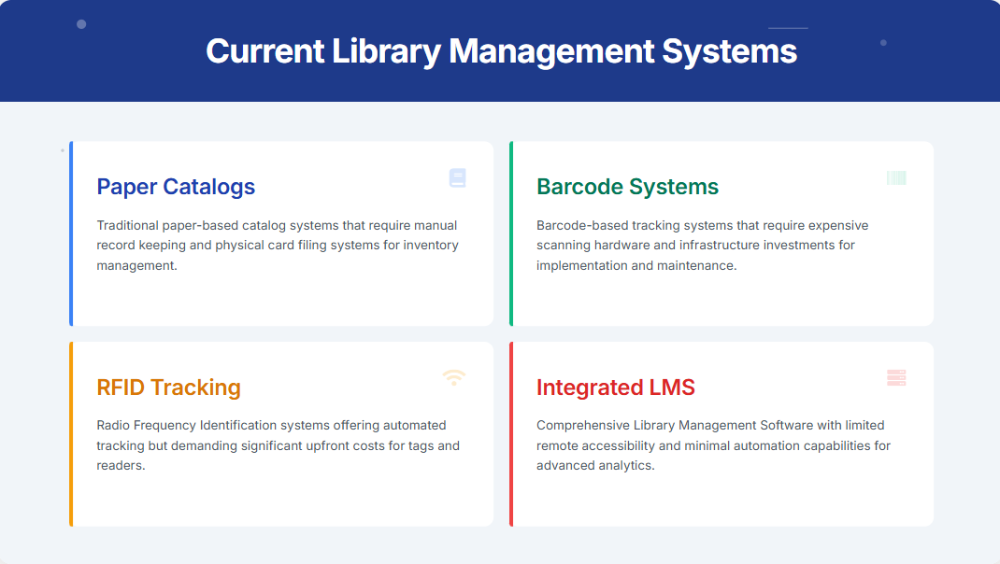 Current Library Management Systems
Paper Catalogs
Traditional paper-based catalog systems that require manual
record keeping and physical card filing systems for inventory
management.
Barcode Systems
Barcode-based tracking systems that require expensive
scanning hardware and infrastructure investments for
implementation and maintenance.
RFID Tracking
Radio Frequency Identification systems offering automated
tracking but demanding significant upfront costs for tags and
readers.
Integrated LMS
Comprehensive Library Management Software with limited
remote accessibility and minimal automation capabilities for
advanced analytics.